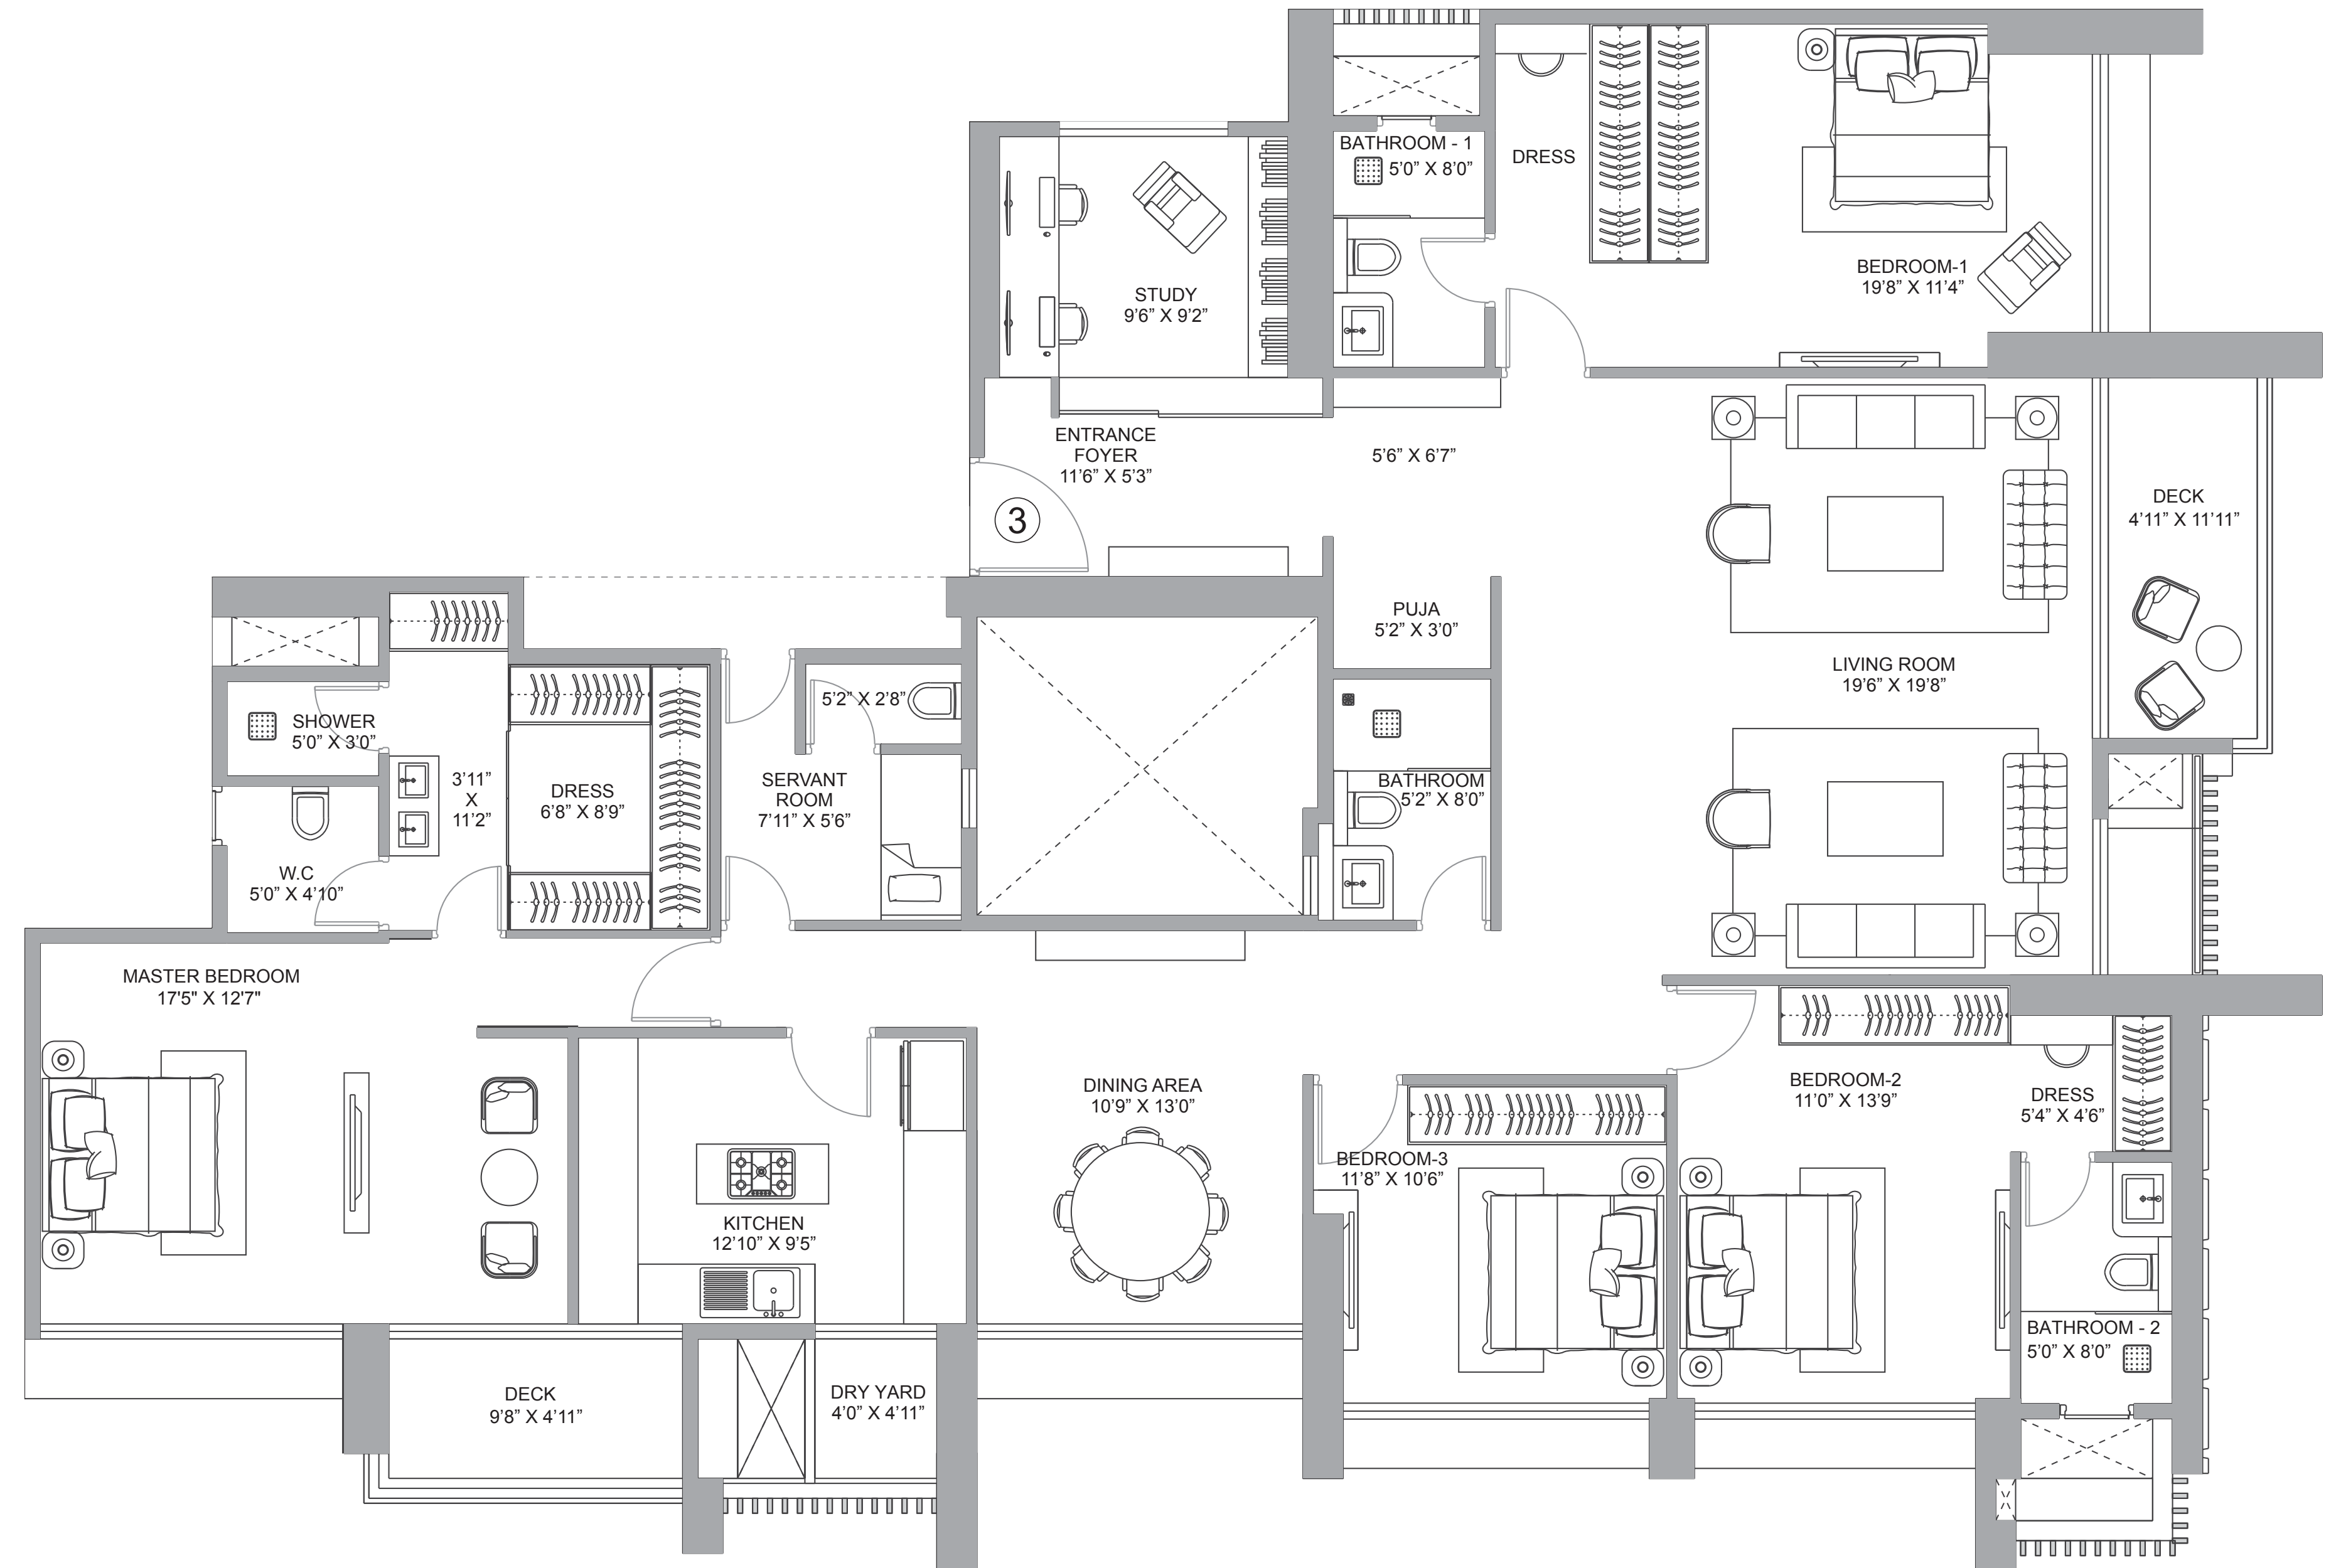 BATHROOM - 1
5’0” X 8’0”
DRESS
BEDROOM-1
19’8” X 11’4”
STUDY
9’6” X 9’2”
ENTRANCE
FOYER
11’6” X 5’3”
5’6” X 6’7”
3
DECK
4’11” X 11’11”
PUJA
5’2” X 3’0”
LIVING ROOM
19’6” X 19’8”
SHOWER
5’0” X 3’0”
5’2” X 2’8”
3’11”
X
11’2”
DRESS
6’8” X 8’9”
SERVANT
ROOM
7’11” X 5’6”
BATHROOM
5’2” X 8’0”
W.C
5’0” X 4’10”
MASTER BEDROOM
17'5" X 12'7"
DINING AREA
10’9” X 13’0”
BEDROOM-2
11’0” X 13’9”
DRESS
5’4” X 4’6”
BEDROOM-3
11’8” X 10’6”
KITCHEN
12’10” X 9’5”
BATHROOM - 2
5’0” X 8’0”
DECK
9’8” X 4’11”
DRY YARD
4’0” X 4’11”